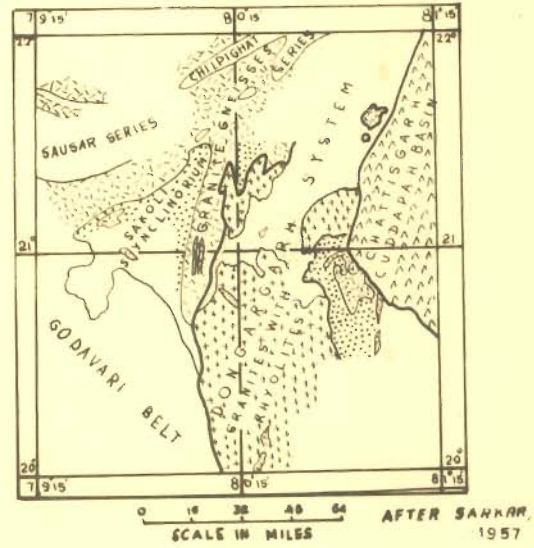 79°15'
80°15'
81°15'
22°
22°
CHILPIGHAT
SERIES
SAUSAR SERIES
GRANITE GNEISSES
SAKOLI
SYNCLINORIUM
DONGARGARH SYSTEM
GRANITES WITH
RHYOLITES
CHATTISGARH
CUDDAPAH BASIN
21°
21
GODAVARI BELT
20°
20°
79°15'
80°15'
81°15'
0 16 32 48 64
SCALE IN MILES
AFTER SARKAR,
1957